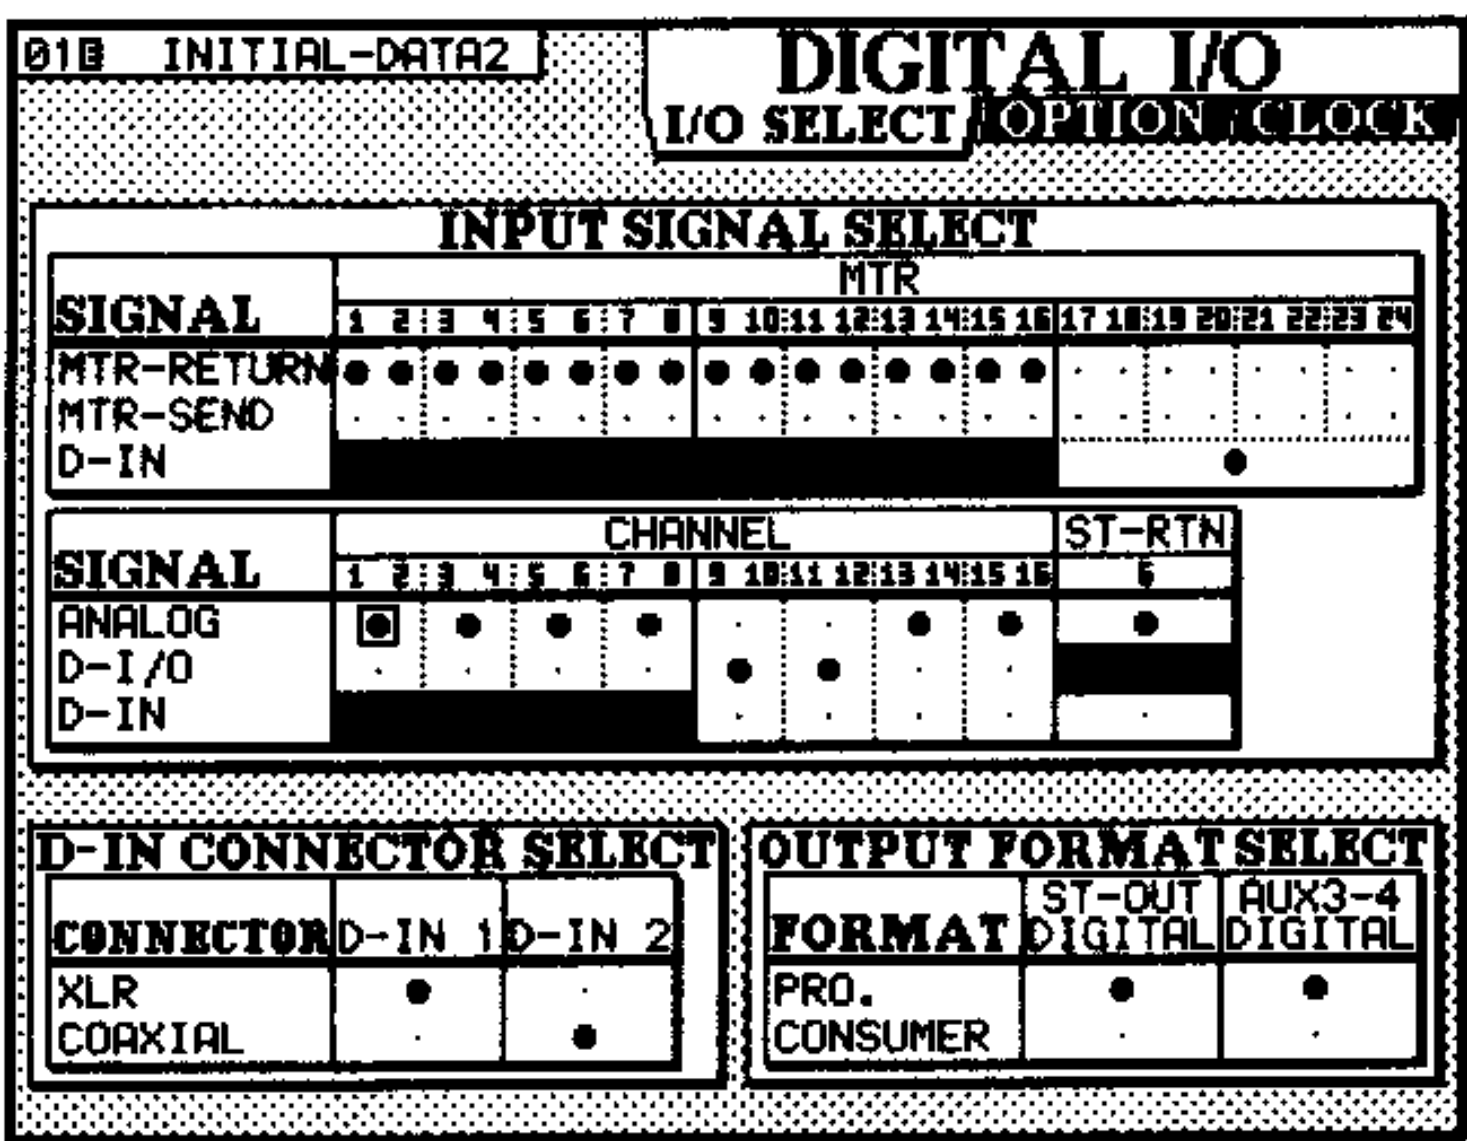 01E INITIAL-DATA2
DIGITAL I/O
I/O SELECT OPTION CLOCK
INPUT SIGNAL SELECT
MTR
SIGNAL 1 2 3 4 5 6 7 8 9 10 11 12 13 14 15 16 17 18 19 20 21 22 23 24
MTR-RETURN
MTR-SEND
D-IN
CHANNEL ST-RTN
SIGNAL 1 2 3 4 5 6 7 8 9 10 11 12 13 14 15 16 6
ANALOG
D-I/O
D-IN
D-IN CONNECTOR SELECT
CONNECTOR D-IN 1 D-IN 2
XLR
COAXIAL
OUTPUT FORMAT SELECT
ST-OUT AUX3-4
FORMAT DIGITAL DIGITAL
PRO.
CONSUMER